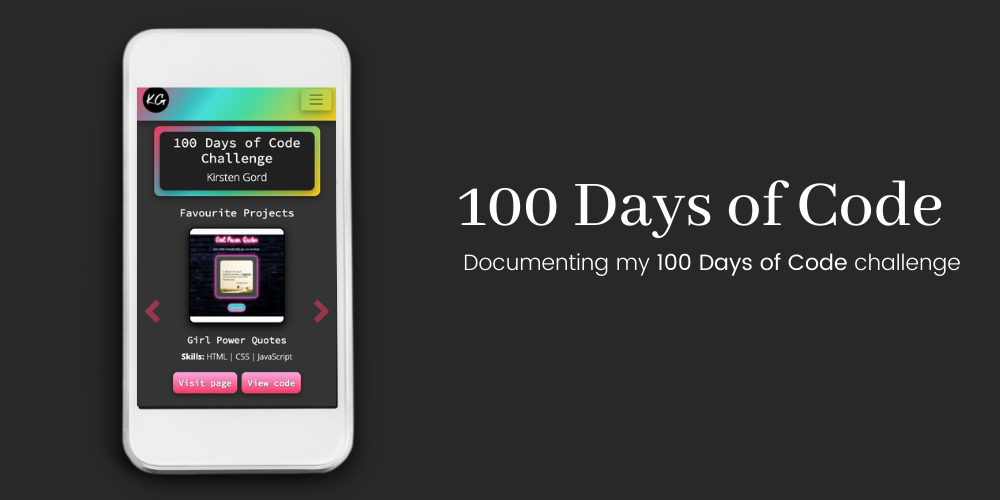 KG
100 Days of Code
Challenge
Kirsten Gord
Favourite Projects
Girl Power Quotes
Girl Power Quotes
Skills: HTML | CSS | JavaScript
Visit page
View code
100 Days of Code
Documenting my 100 Days of Code challenge